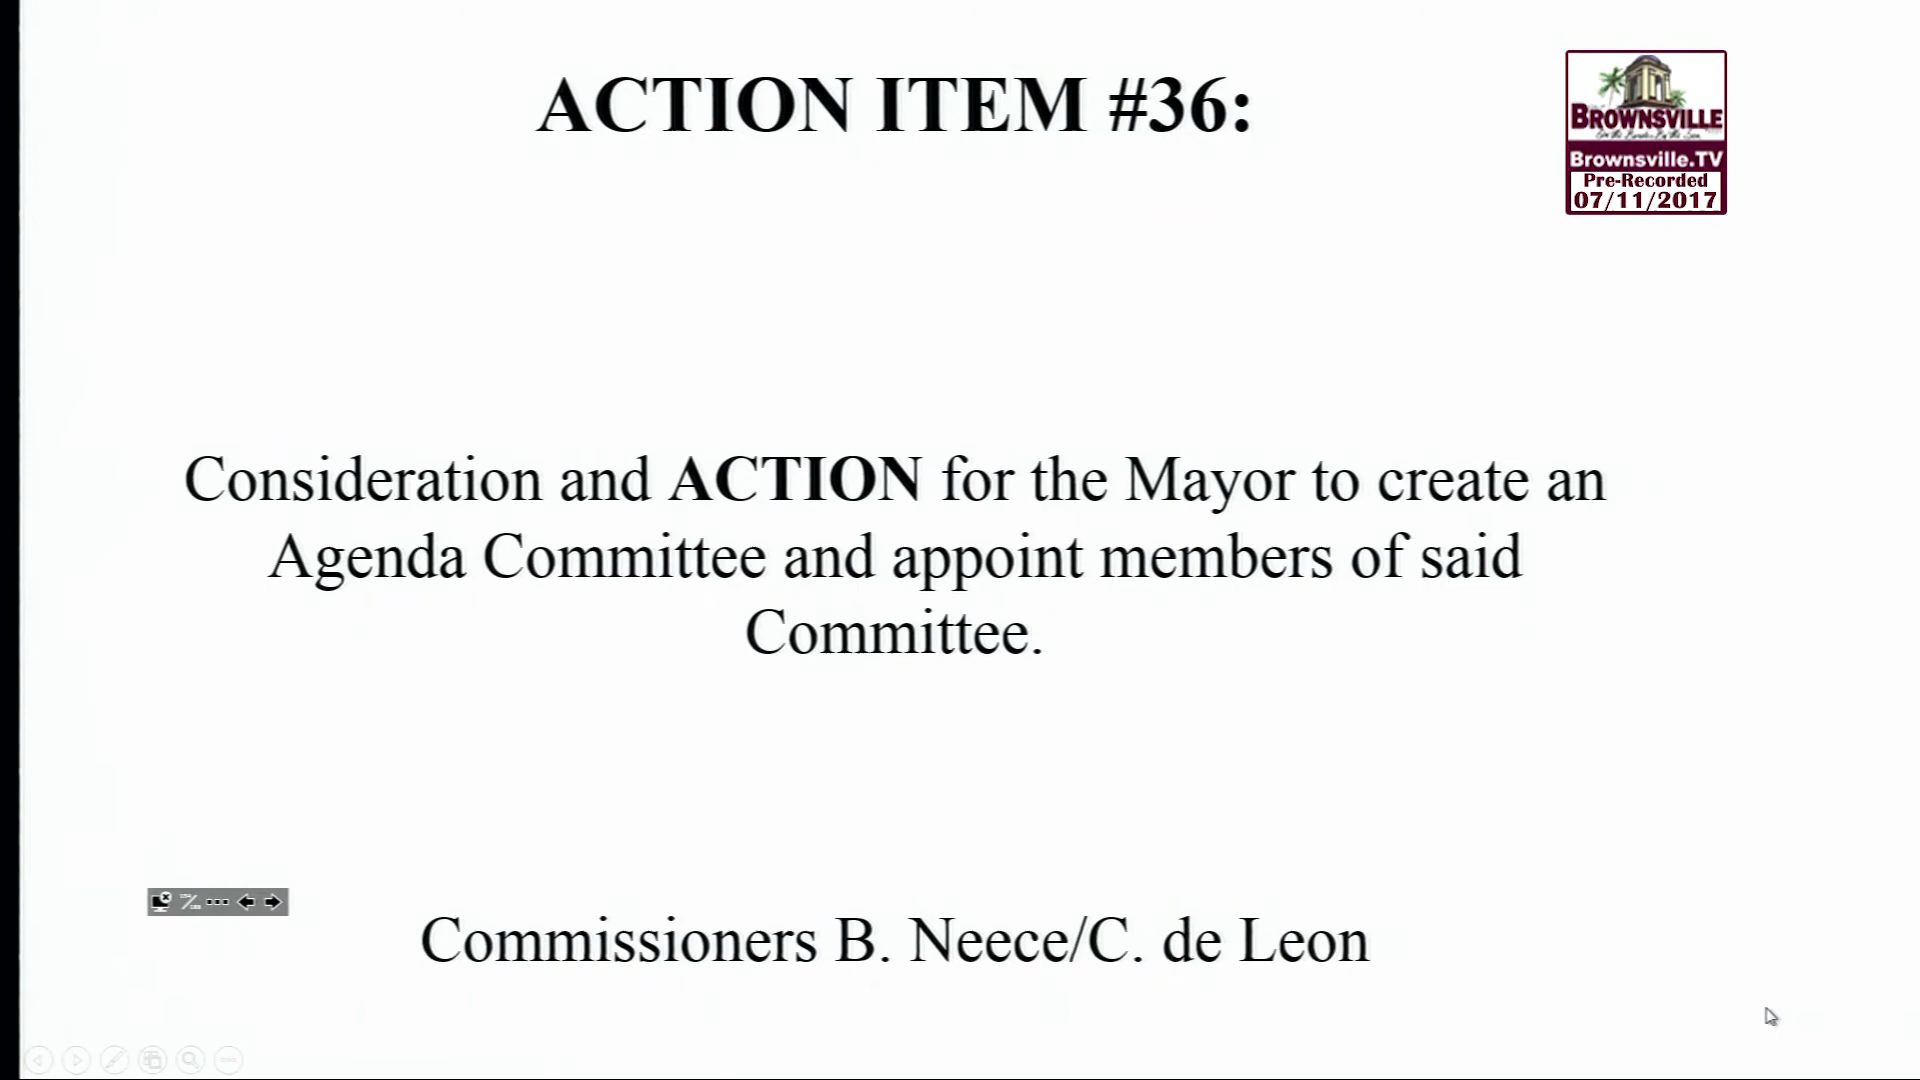 ACTION ITEM #36:
BROWNSVILLE
Brownsville.TV
Pre-Recorded
07/11/2017
Consideration and ACTION for the Mayor to create an
Agenda Committee and appoint members of said
Committee.
Commissioners B. Neece/C. de Leon